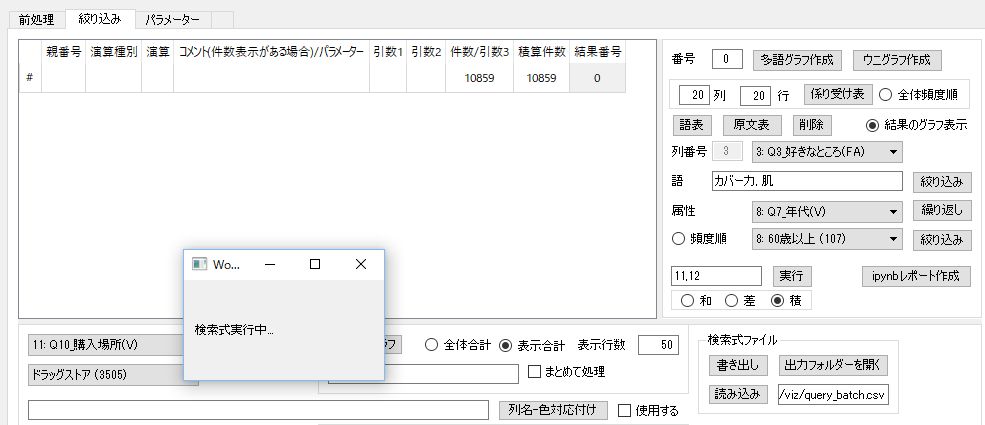 前処理 絞り込み パラメーター
親番号 演算種別 演算 コメント(件数表示がある場合)/パラメーター 引数1 引数2 件数/引数3 積算件数 結果番号
# 10859 10859 0
番号 0 多語グラフ作成 ウニグラフ作成
20 列 20 行 係り受け表 全体頻度順
語表 原文表 削除 結果のグラフ表示
列番号 3 3: Q3_好きなところ(FA)
語 カバー力, 肌 絞り込み
属性 8: Q7_年代(V) 繰り返し
頻度順 8: 60歳以上 (107) 絞り込み
11,12 実行 ipynbレポート作成
和 差 積
Wo...
検索式実行中...
11: Q10_購入場所(V) フ 全体合計 表示合計 表示行数 50
ドラッグストア (3505) まとめて処理
列名-色対応付け 使用する
検索式ファイル
書き出し 出力フォルダーを開く
読み込み /viz/query_batch.csv